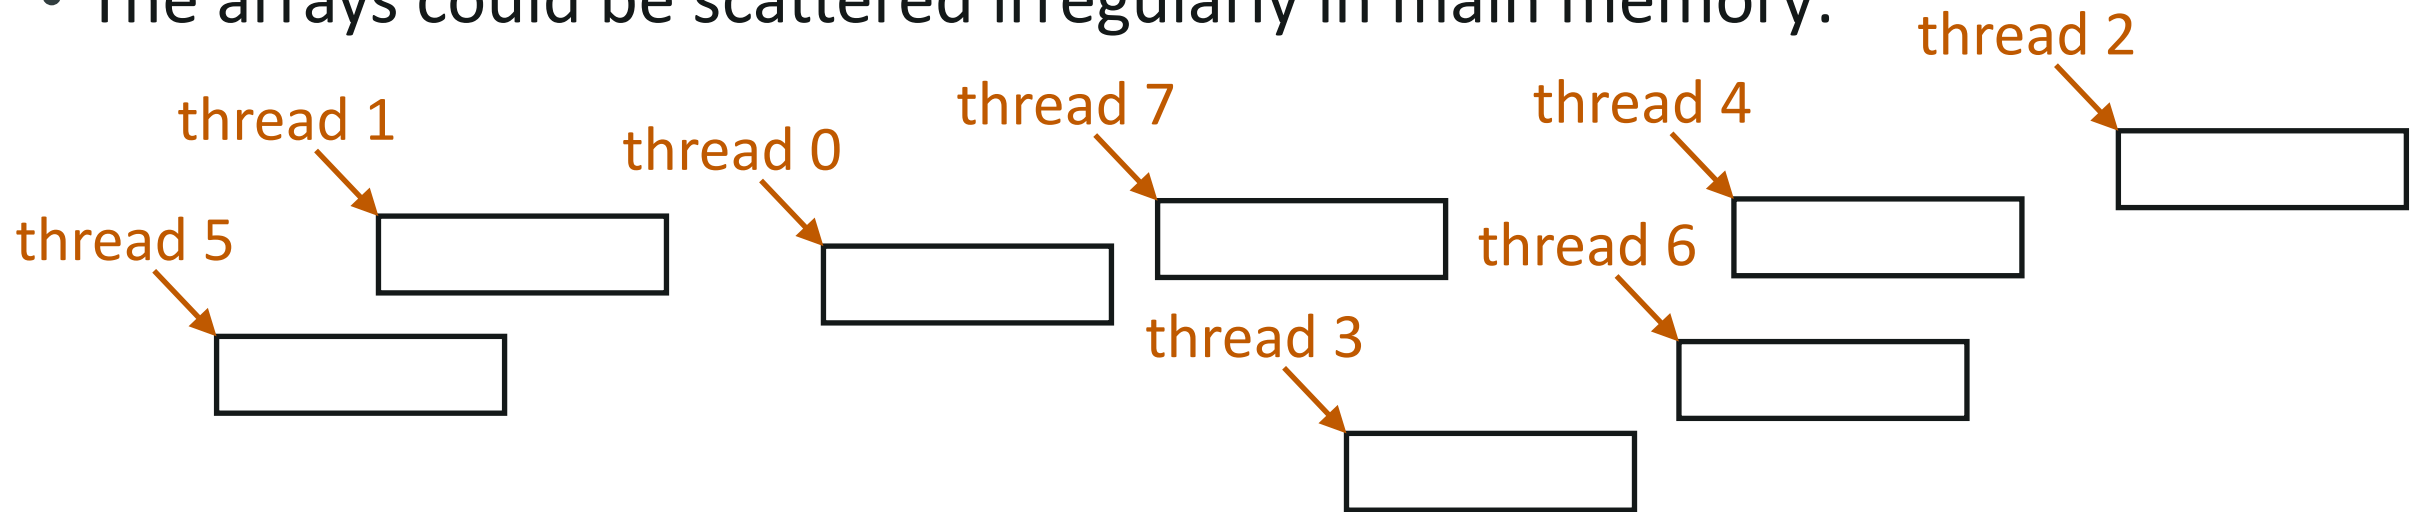 • The arrays could be scattered irregularly in main memory.
thread 2
thread 7
thread 4
thread 1
thread 0
thread 5
thread 6
thread 3